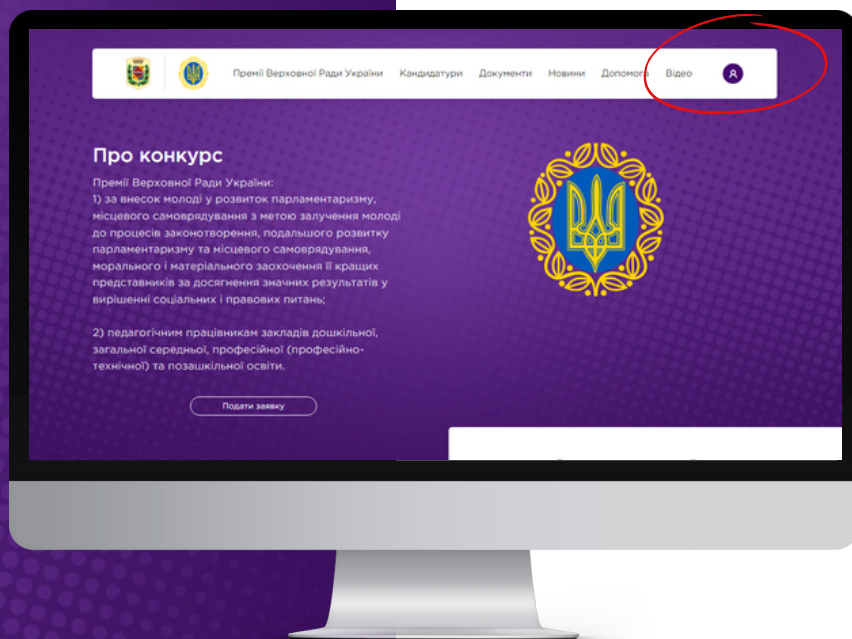 Премії Верховної Ради України Кандидатури Документи Новини Допомога Відео
Про конкурс
Премії Верховної Ради України:
1) за внесок молоді у розвиток парламентаризму,
місцевого самоврядування з метою залучення молоді
до процесів законотворення, подальшого розвитку
парламентаризму та місцевого самоврядування,
морального і матеріального заохочення її кращих
представників за досягнення значних результатів у
вирішенні соціальних і правових питань;
2) педагогічним працівникам закладів дошкільної,
загальної середньої, професійної (професійно-
технічної) та позашкільної освіти.
Подати заявку